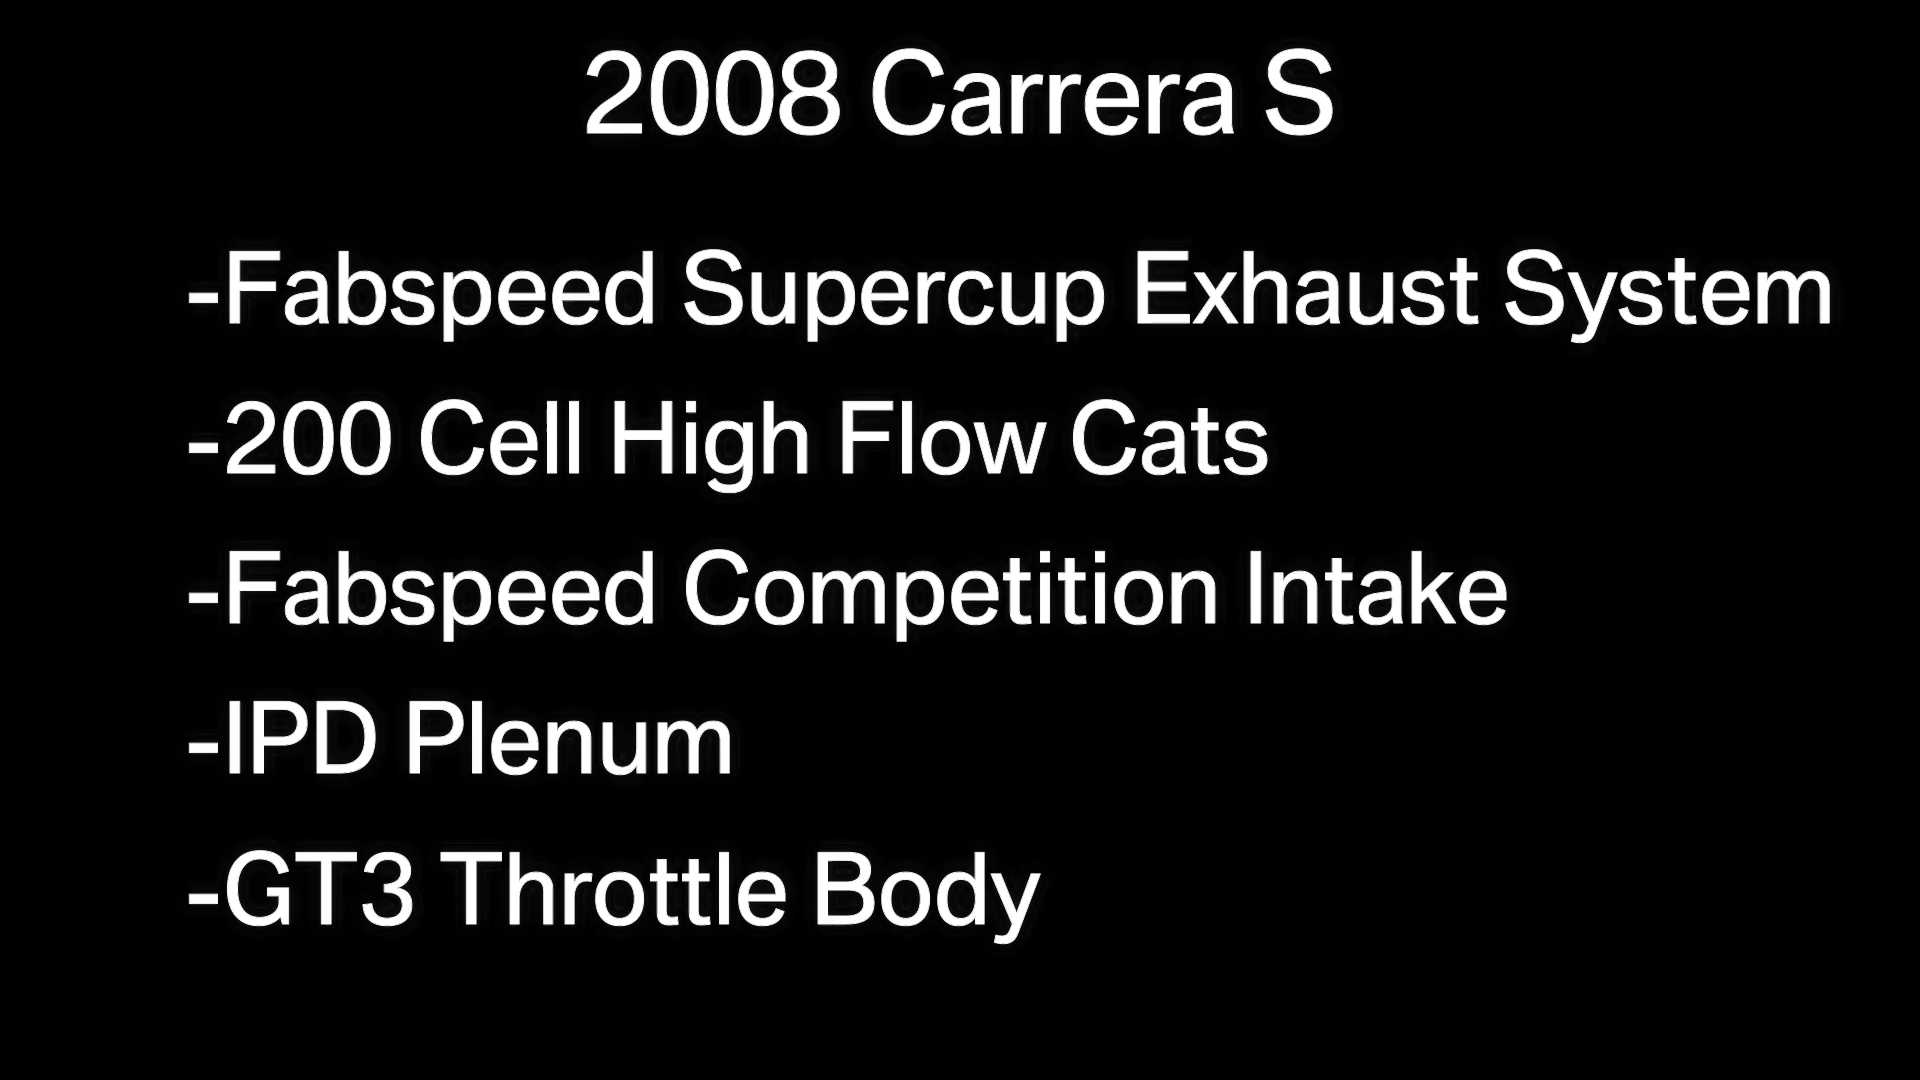 2008 Carrera S
-Fabspeed Supercup Exhaust System
-200 Cell High Flow Cats
-Fabspeed Competition Intake
-IPD Plenum
-GT3 Throttle Body